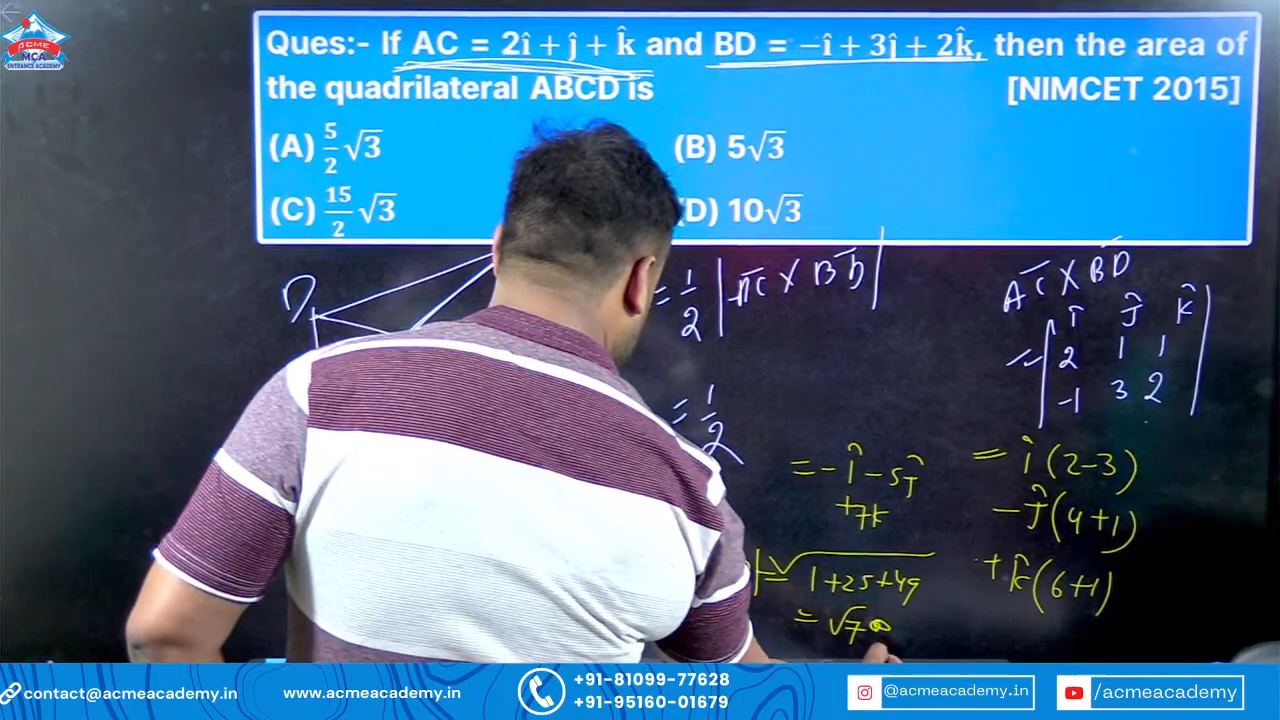 ACME
MCA
ENTRANCE ACADEMY
Ques:- If AC = 2î + ĵ + k̂ and BD = −î + 3ĵ + 2k̂, then the area of
the quadrilateral ABCD is [NIMCET 2015]
(A) 5/2 √3 (B) 5√3
(C) 15/2 √3 (D) 10√3
D
= 1/2 | AC × BD |
= 1/2
AC × BD
î ĵ k̂
2 1 1
-1 3 2
= î (2-3)
- ĵ (4+1)
+ k̂ (6+1)
= - î - 5ĵ
+7k
= √1+25+49
= √7
contact@acmeacademy.in
www.acmeacademy.in
+91-81099-77628
+91-95160-01679
@acmeacademy.in
/acmeacademy